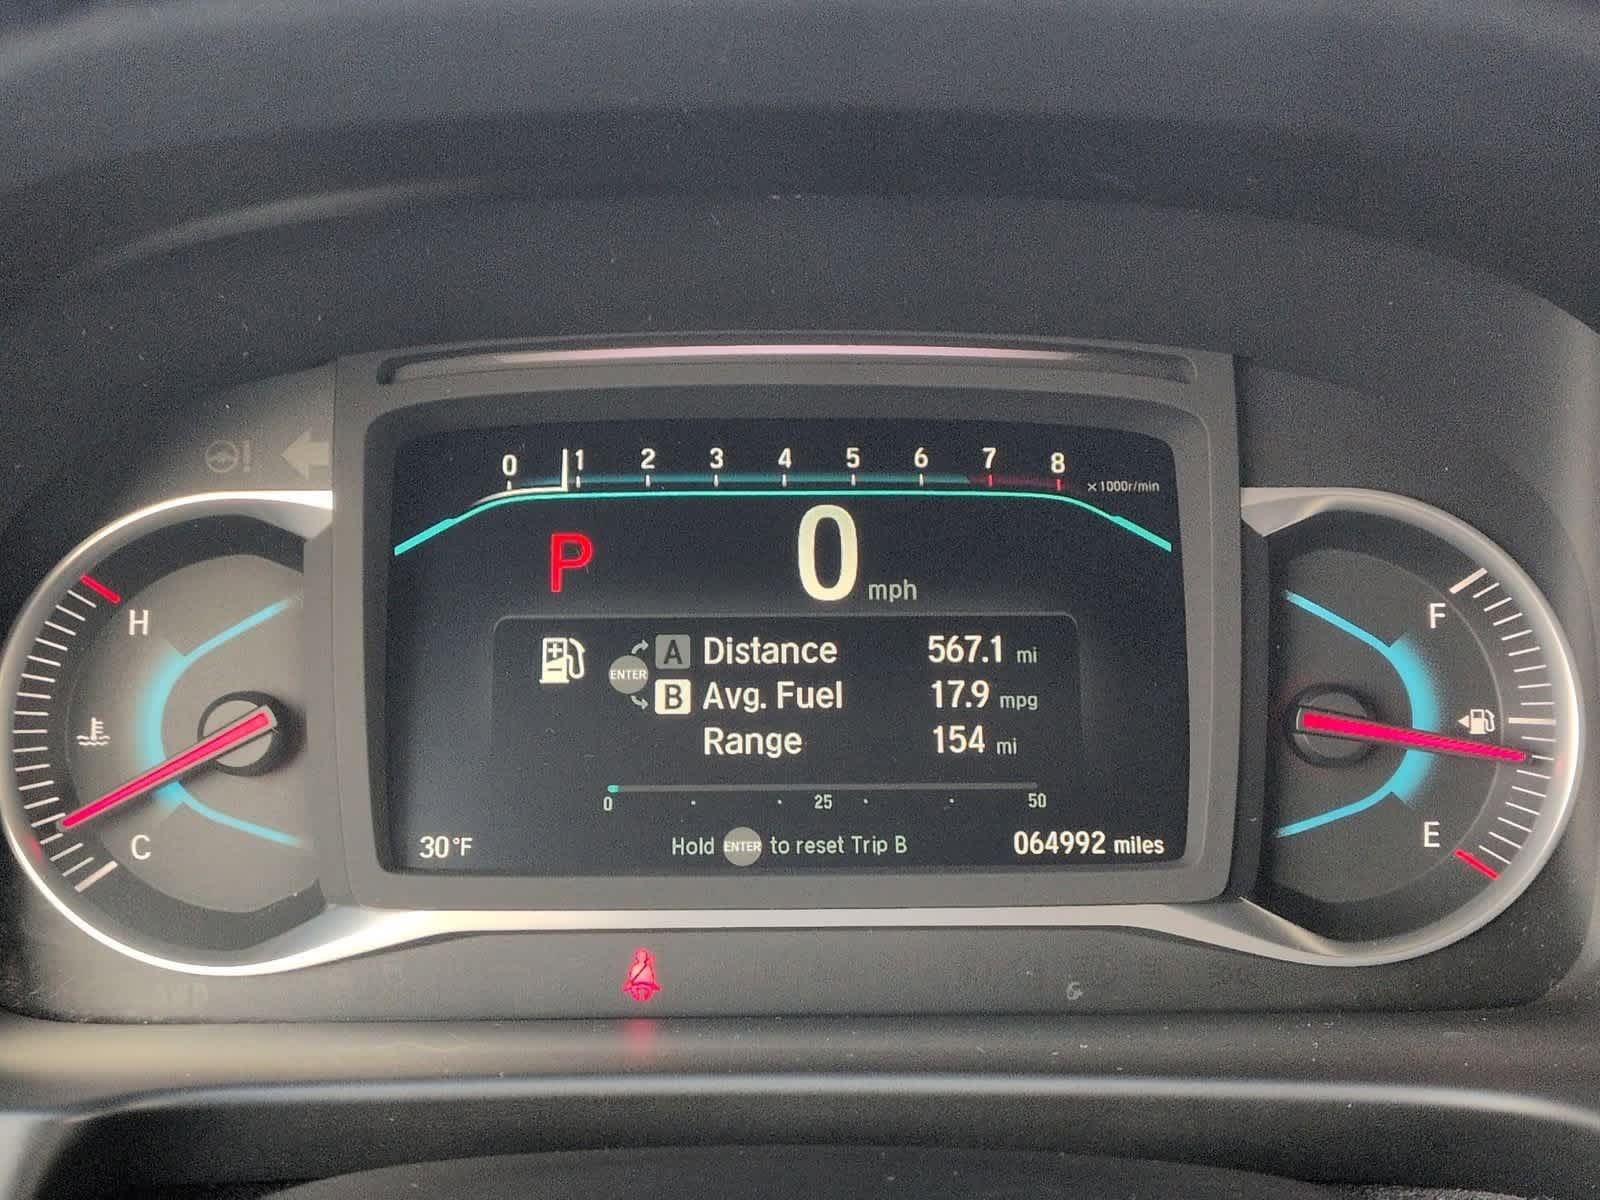 0 1 2 3 4 5 6 7 8 x1000r/min
P 0 mph
H
C
A Distance 567.1 mi
ENTER
B Avg. Fuel 17.9 mpg
Range 154 mi
0 25 50
30°F
Hold ENTER to reset Trip B
064992 miles
F
E